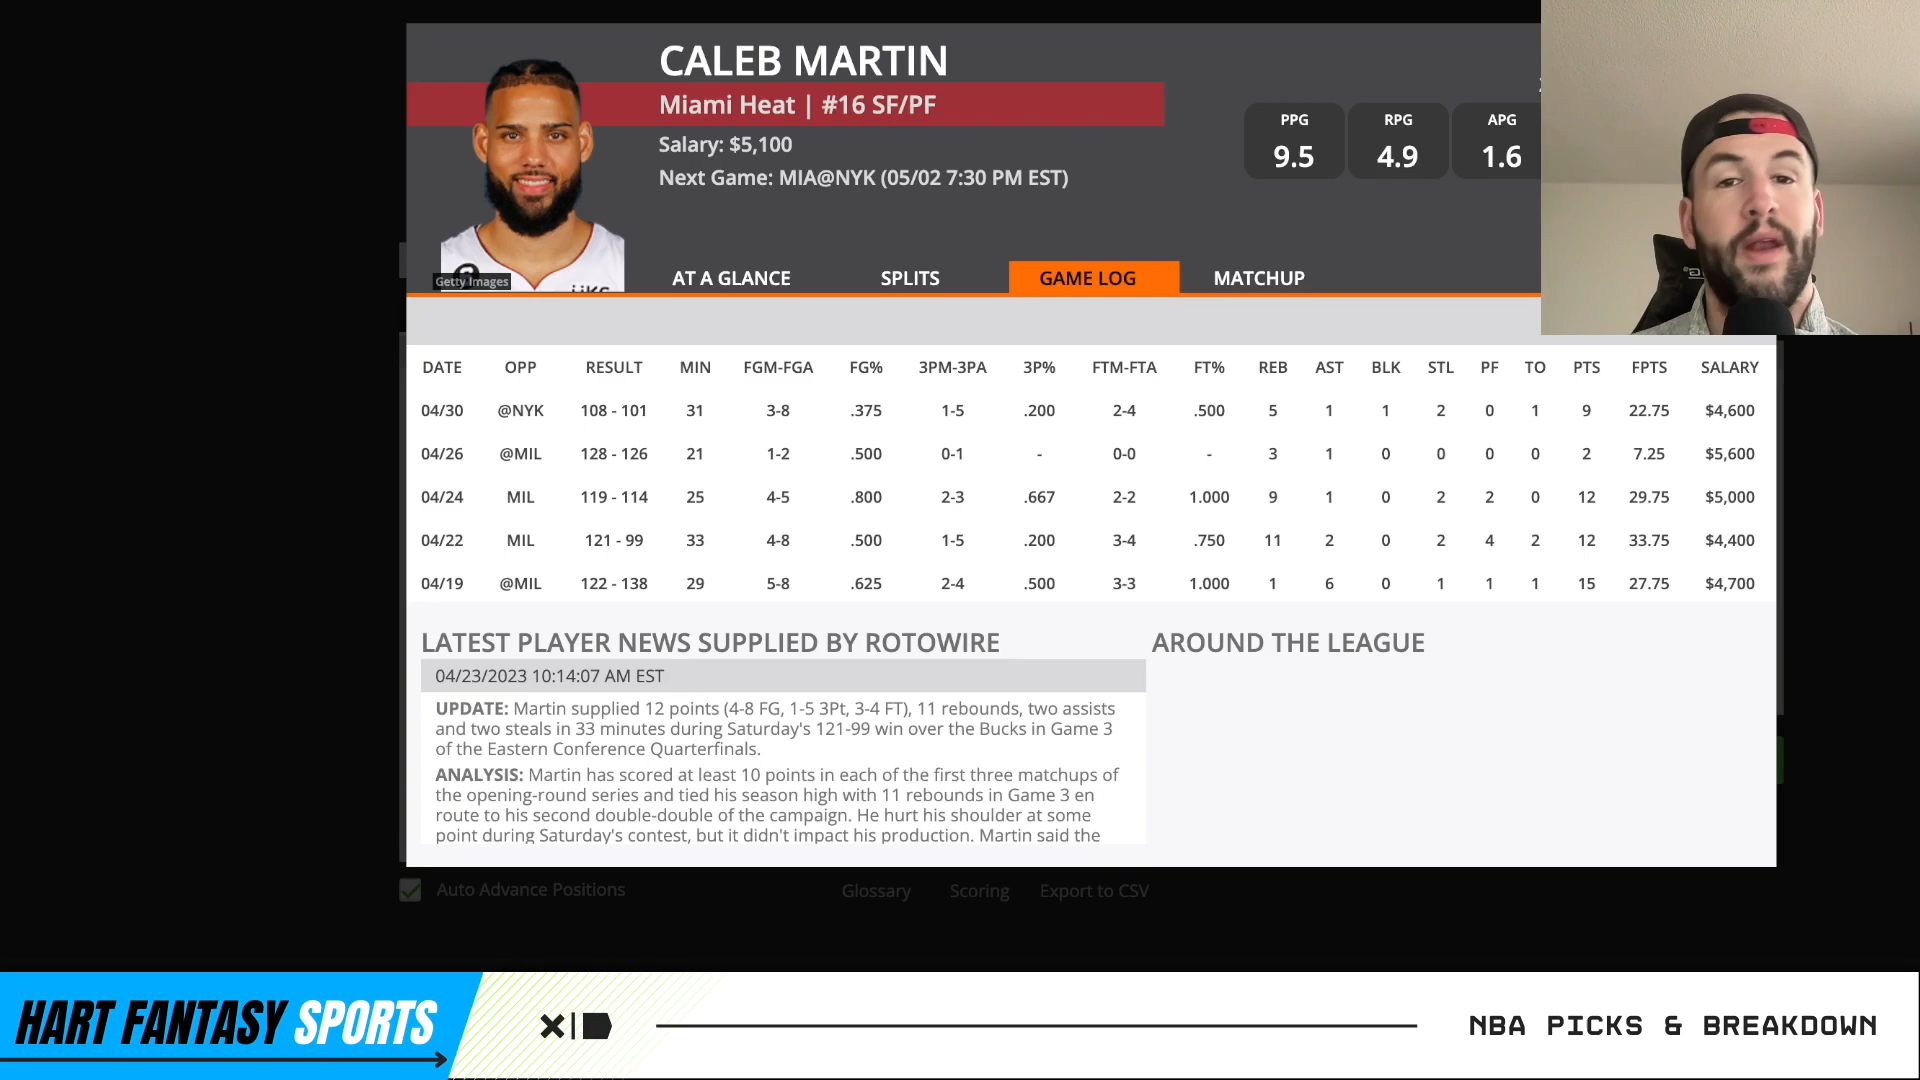 CALEB MARTIN
Miami Heat | #16 SF/PF
Salary: $5,100
Next Game: MIA@NYK (05/02 7:30 PM EST)
PPG RPG APG
9.5 4.9 1.6
Getty Images
AT A GLANCE SPLITS GAME LOG MATCHUP
DATE OPP RESULT MIN FGM-FGA FG% 3PM-3PA 3P% FTM-FTA FT% REB AST BLK STL PF TO PTS FPTS SALARY
04/30 @NYK 108 - 101 31 3-8 .375 1-5 .200 2-4 .500 5 1 1 2 0 1 9 22.75 $4,600
04/26 @MIL 128 - 126 21 1-2 .500 0-1 - 0-0 - 3 1 0 0 0 0 2 7.25 $5,600
04/24 MIL 119 - 114 25 4-5 .800 2-3 .667 2-2 1.000 9 1 0 2 2 0 12 29.75 $5,000
04/22 MIL 121 - 99 33 4-8 .500 1-5 .200 3-4 .750 11 2 0 2 4 2 12 33.75 $4,400
04/19 @MIL 122 - 138 29 5-8 .625 2-4 .500 3-3 1.000 1 6 0 1 1 1 15 27.75 $4,700
LATEST PLAYER NEWS SUPPLIED BY ROTOWIRE
AROUND THE LEAGUE
04/23/2023 10:14:07 AM EST
UPDATE: Martin supplied 12 points (4-8 FG, 1-5 3Pt, 3-4 FT), 11 rebounds, two assists
and two steals in 33 minutes during Saturday's 121-99 win over the Bucks in Game 3
of the Eastern Conference Quarterfinals.
ANALYSIS: Martin has scored at least 10 points in each of the first three matchups of
the opening-round series and tied his season high with 11 rebounds in Game 3 en
route to his second double-double of the campaign. He hurt his shoulder at some
point during Saturday's contest, but it didn't impact his production. Martin said the
Auto Advance Positions Glossary Scoring Export to CSV
HART FANTASY SPORTS
NBA PICKS & BREAKDOWN